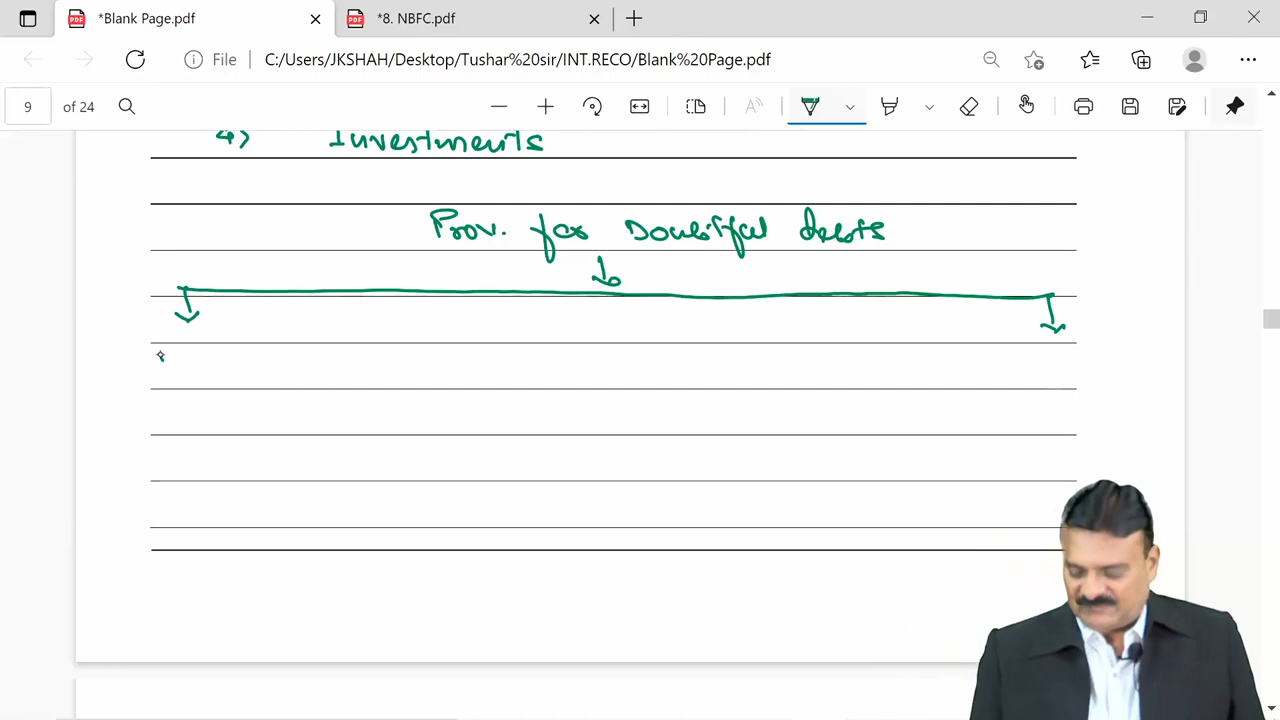 *Blank Page.pdf
*8. NBFC.pdf
File
C:/Users/JKSHAH/Desktop/Tushar%20sir/INT.RECO/Blank%20Page.pdf
9 of 24
4) Investments
Prov. for Doubtful debts